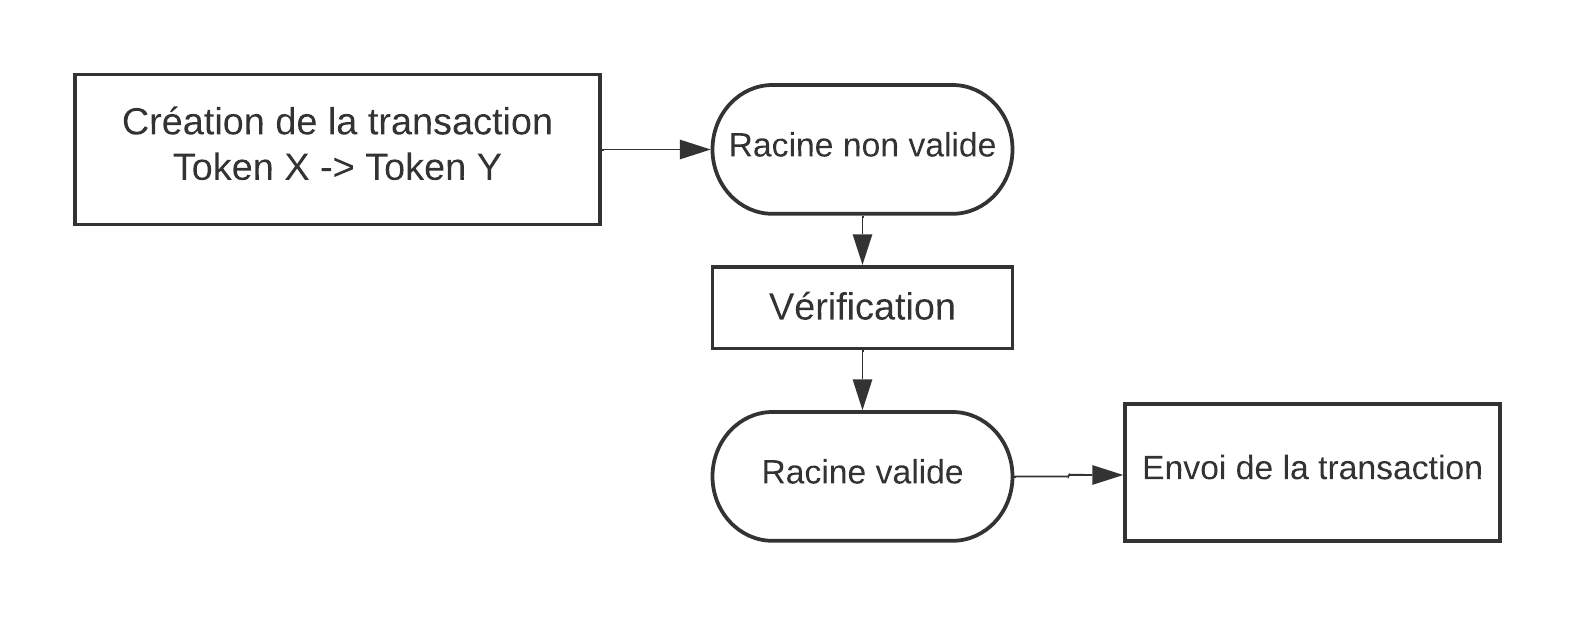 Création de la transaction
Token X -> Token Y
Racine non valide
Vérification
Racine valide
Envoi de la transaction